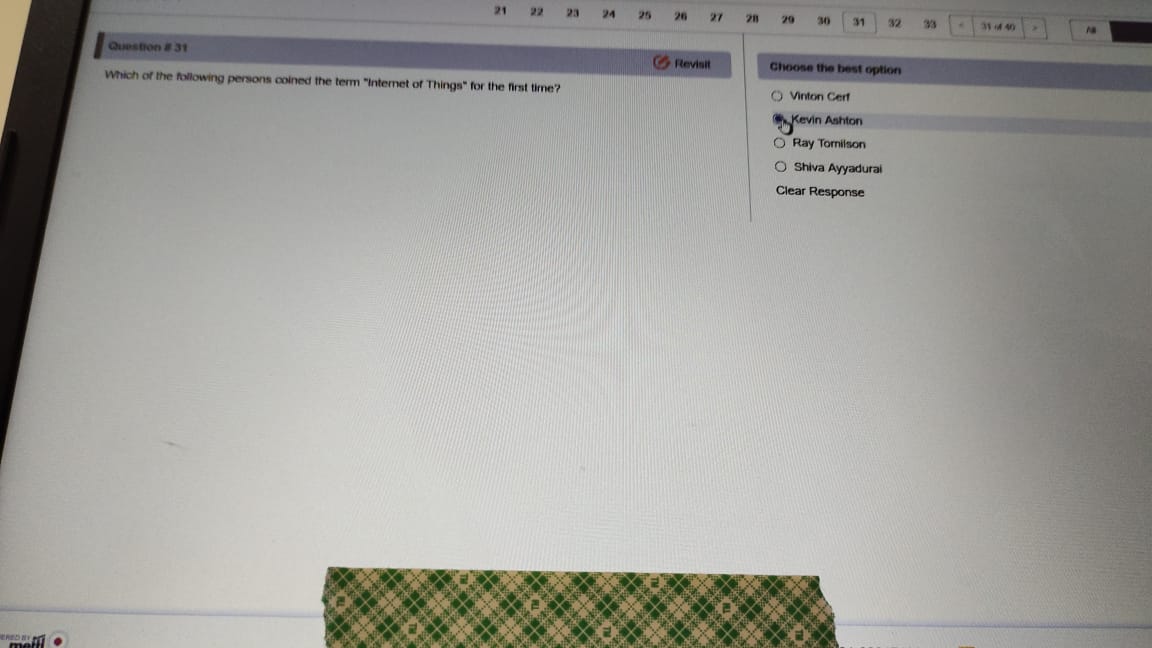 21 22 23 24 25 26 27 28 29 30 31 32 33 < 31 of 40 > All
Question # 31
Revisit
Which of the following persons coined the term "Internet of Things" for the first time?
Choose the best option
Vinton Cerf
Kevin Ashton
Ray Tomilson
Shiva Ayyadurai
Clear Response
ERED BY
mettl